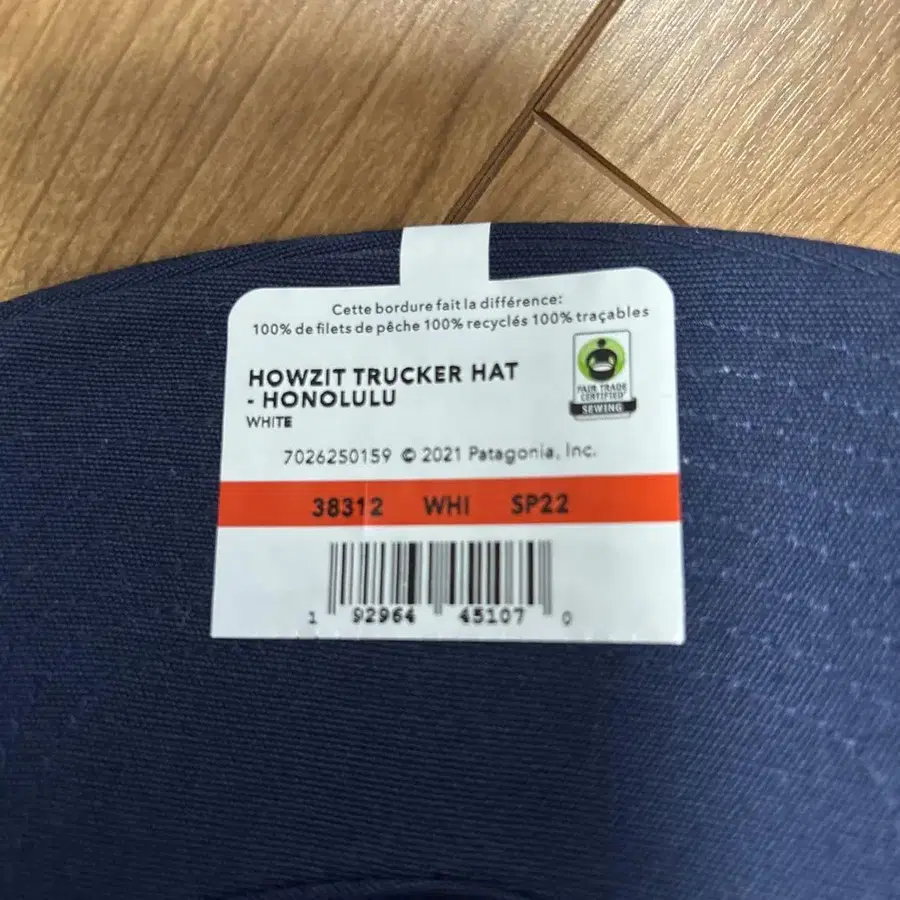 Cette bordure fait la différence:
100% de filets de pêche 100% recyclés 100% traçables
HOWZIT TRUCKER HAT
- HONOLULU
WHITE
FAIR TRADE
CERTIFIED
SEWING
7026250159 © 2021 Patagonia, Inc.
38312 WHI SP22
1 92964 45107 0